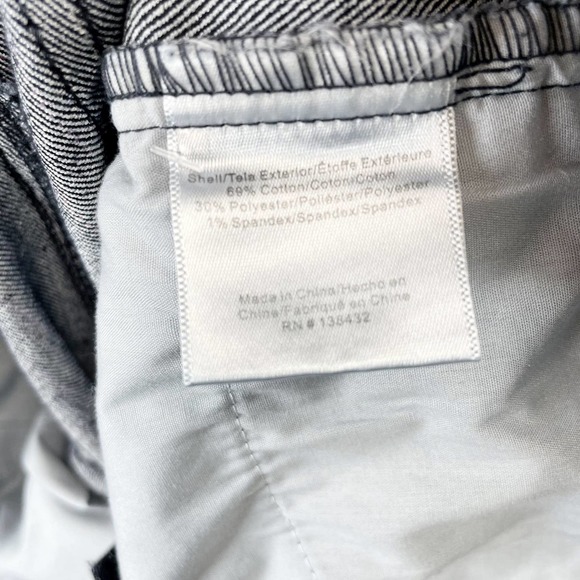 Shell/Tela Exterior/Étoffe Extérieure
69% Cotton/Coton/Coton
30% Polyester/Poliéster/Polyester
1% Spandex/Spandex/Spandex
Made in China/Hecho en
China/Fabriqué en Chine
RN # 138432